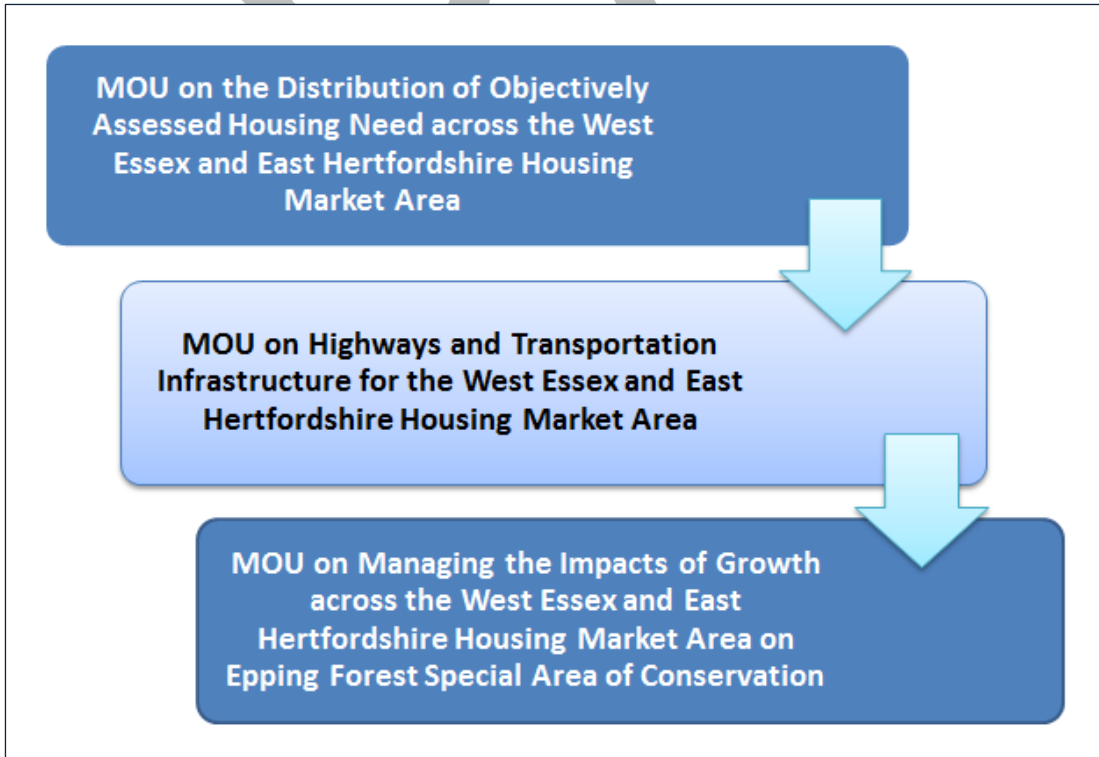 MOU on the Distribution of Objectively
Assessed Housing Need across the West
Essex and East Hertfordshire Housing
Market Area
MOU on Highways and Transportation
Infrastructure for the West Essex and East
Hertfordshire Housing Market Area
MOU on Managing the Impacts of Growth
across the West Essex and East
Hertfordshire Housing Market Area on
Epping Forest Special Area of Conservation